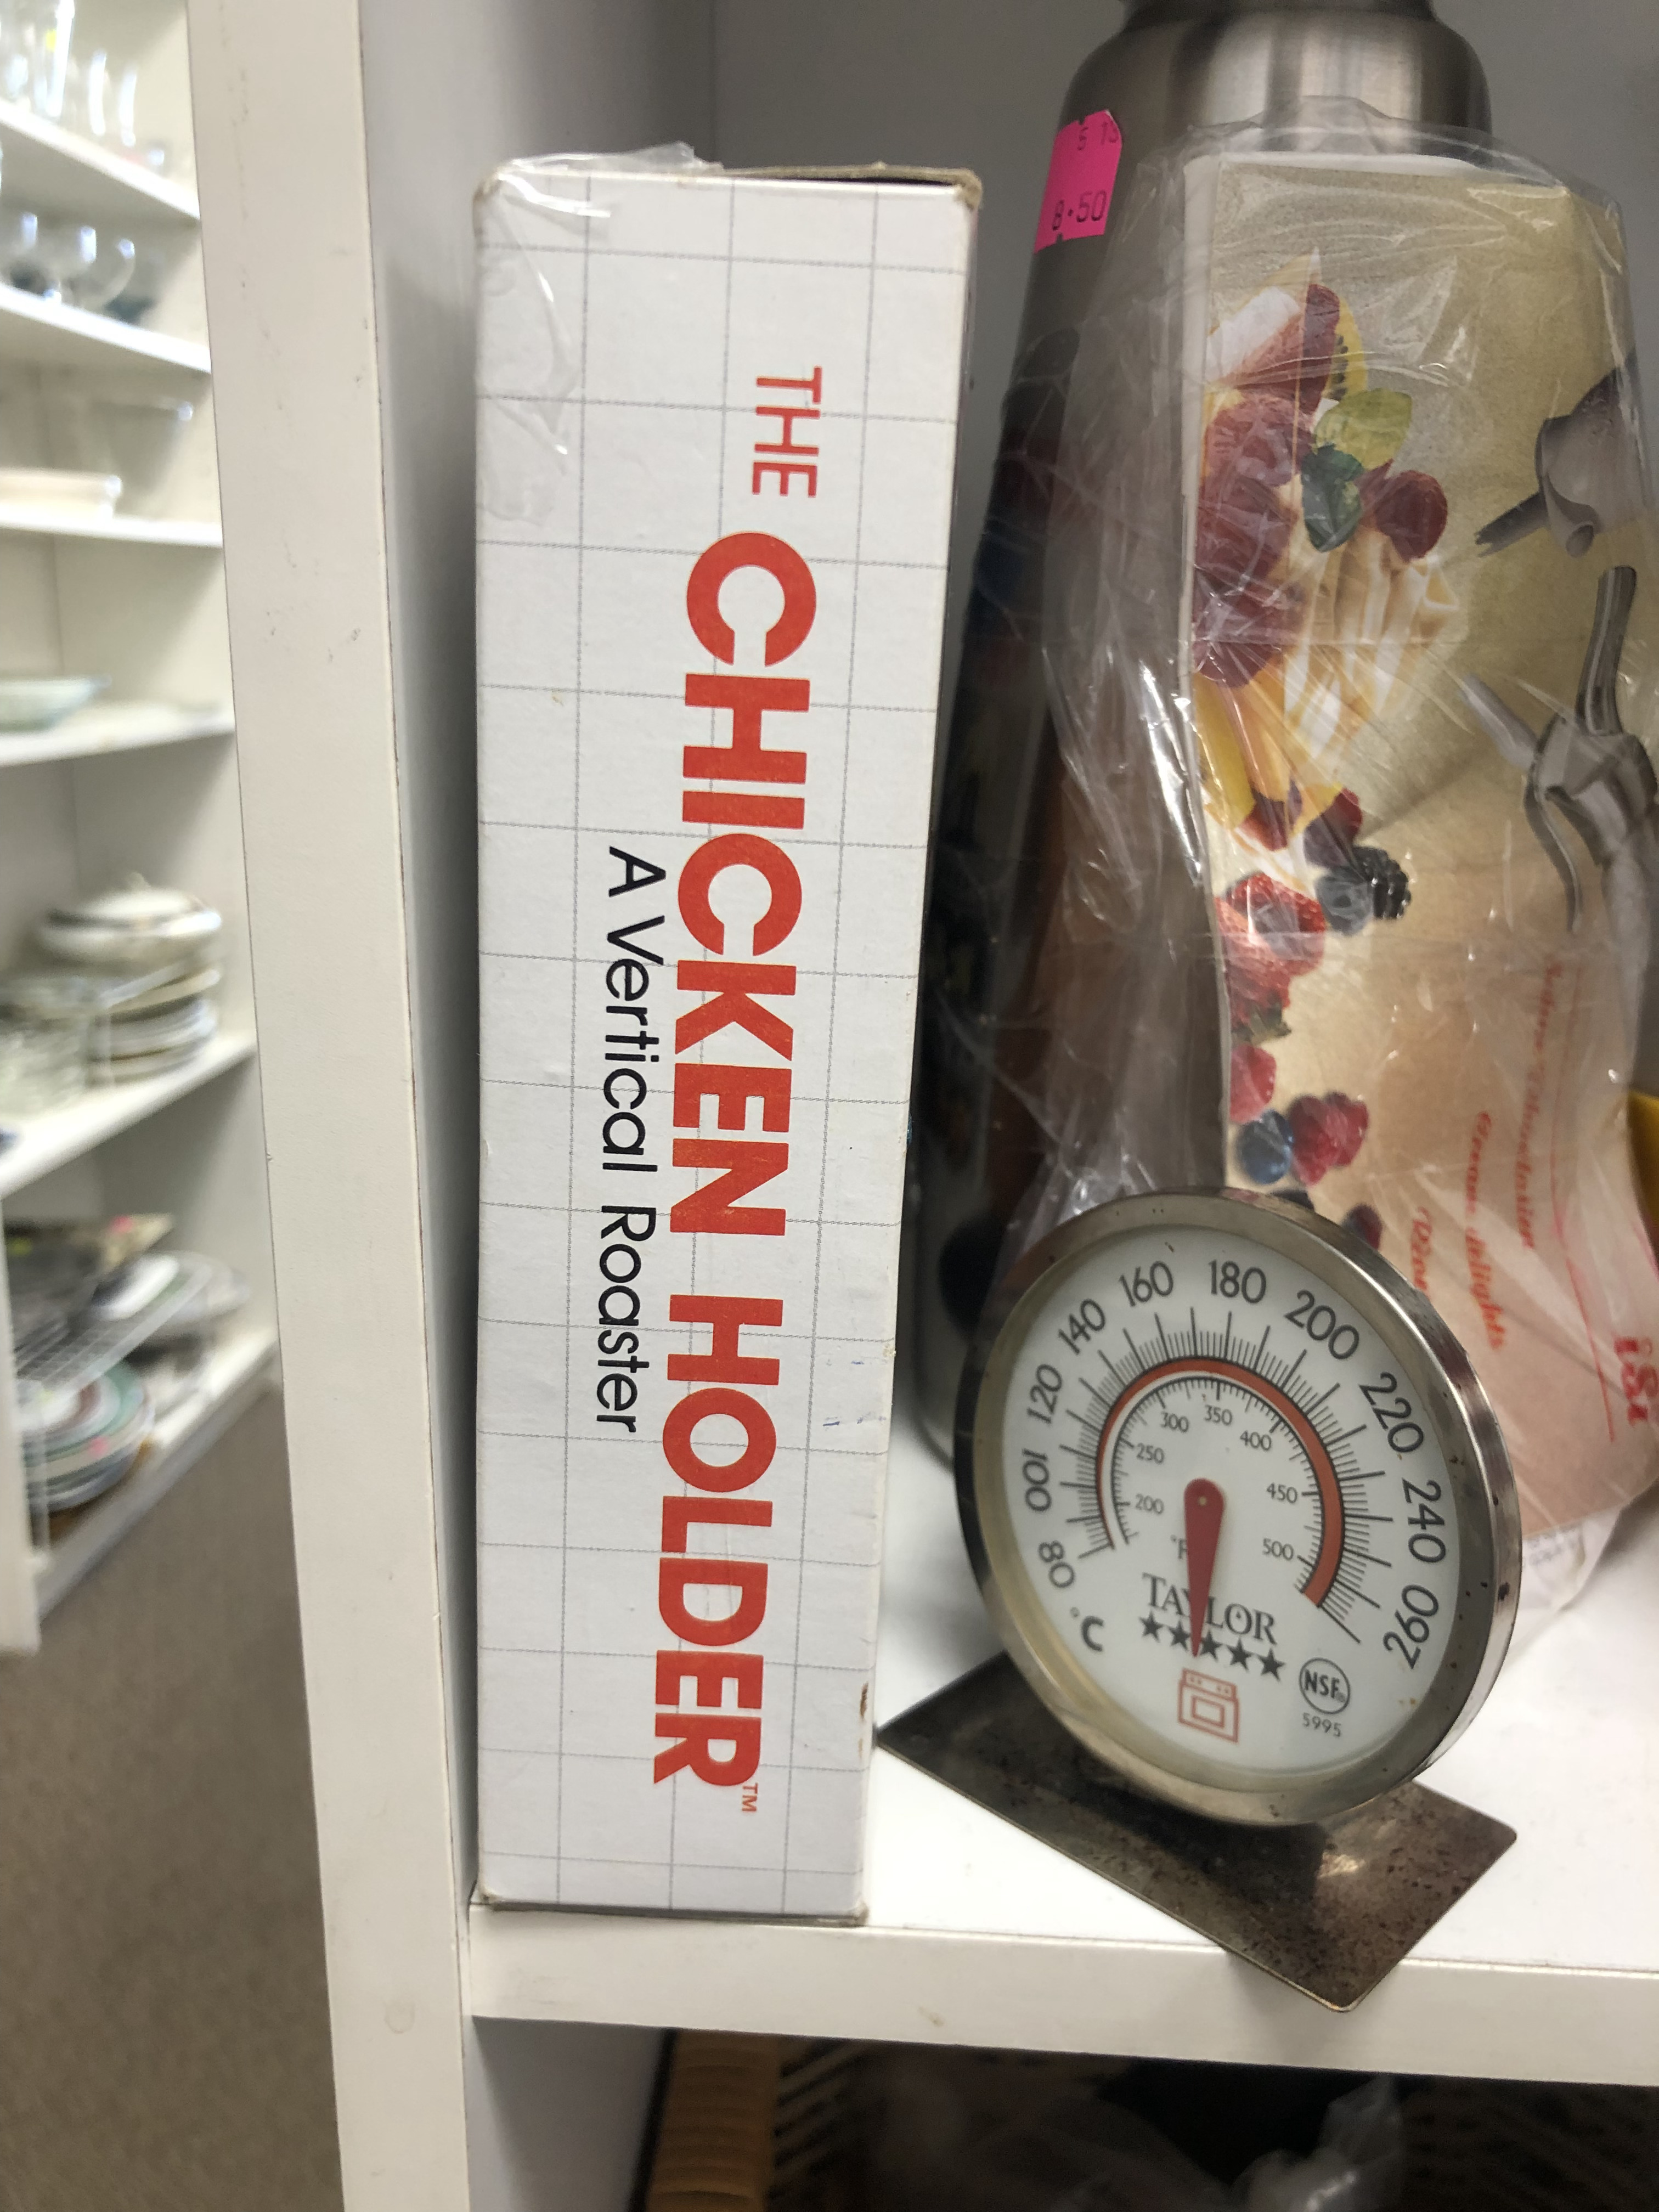 THE CHICKEN HOLDER™
A Vertical Roaster
8.50
iSi
80 100 120 140 160 180 200 220 240 260
°C
200 250 300 350 400 450 500
°F
TAYLOR
NSF
5995